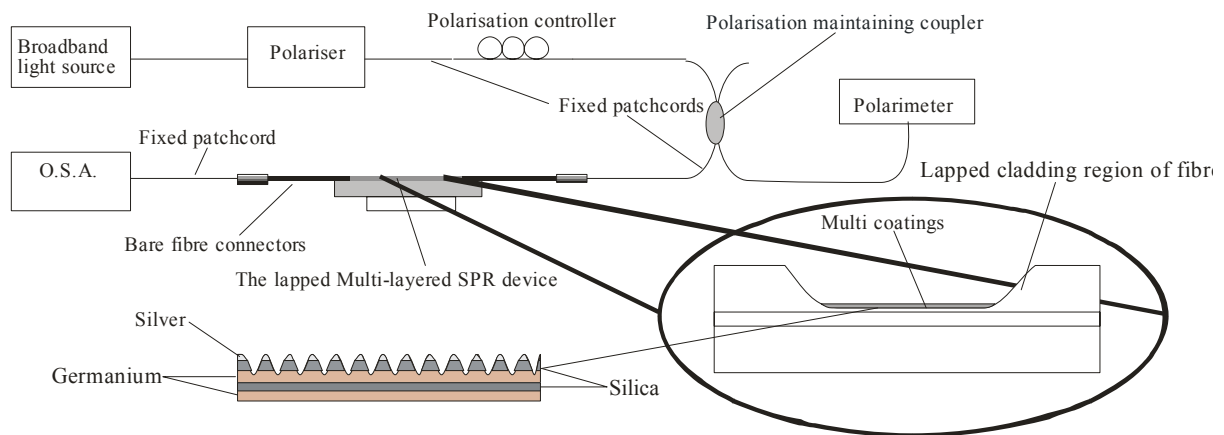 Polarisation controller
Polarisation maintaining coupler
Broadband
light source
Polariser
Fixed patchcords
Polarimeter
Fixed patchcord
O.S.A.
Lapped cladding region of fibre
Multi coatings
Bare fibre connectors
The lapped Multi-layered SPR device
Silver
Germanium
Silica